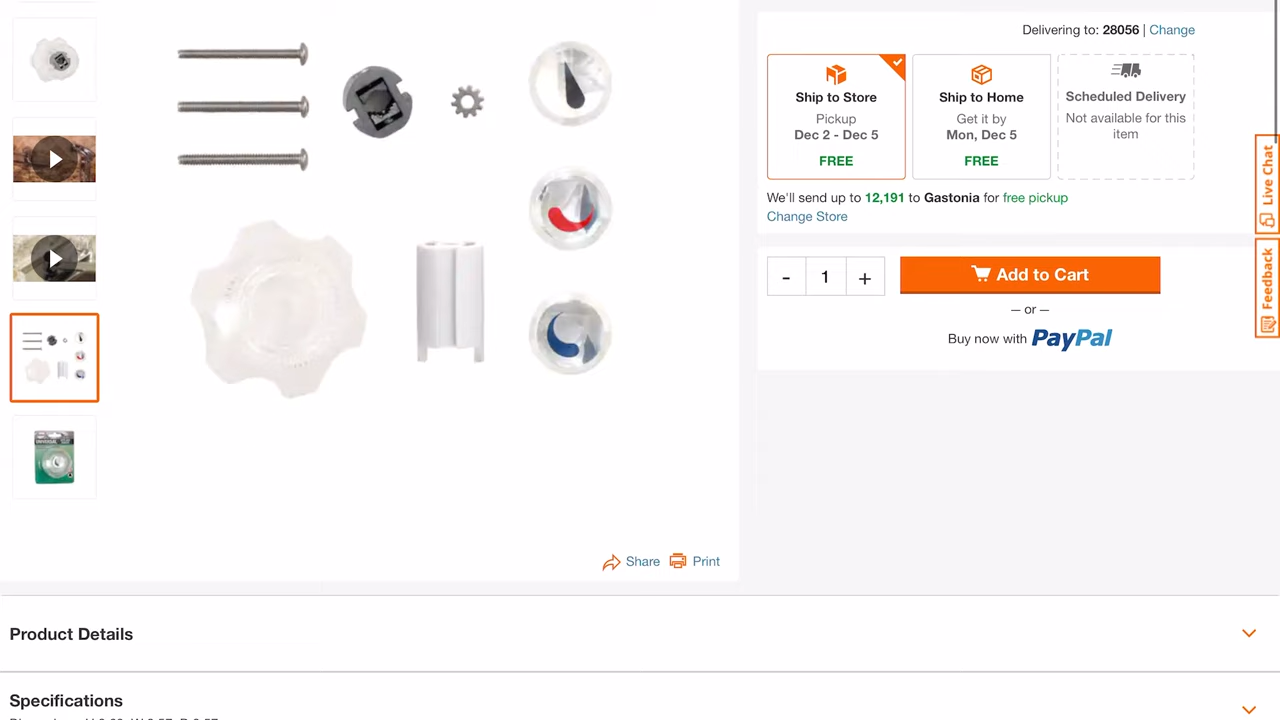 Delivering to: 28056 | Change
Ship to Store
Pickup
Dec 2 - Dec 5
FREE
Ship to Home
Get it by
Mon, Dec 5
FREE
Scheduled Delivery
Not available for this
item
We'll send up to 12,191 to Gastonia for free pickup
Change Store
- 1 +
Add to Cart
— or —
Buy now with PayPal
Live Chat
Feedback
UNIVERSAL
Share
Print
Product Details
Specifications